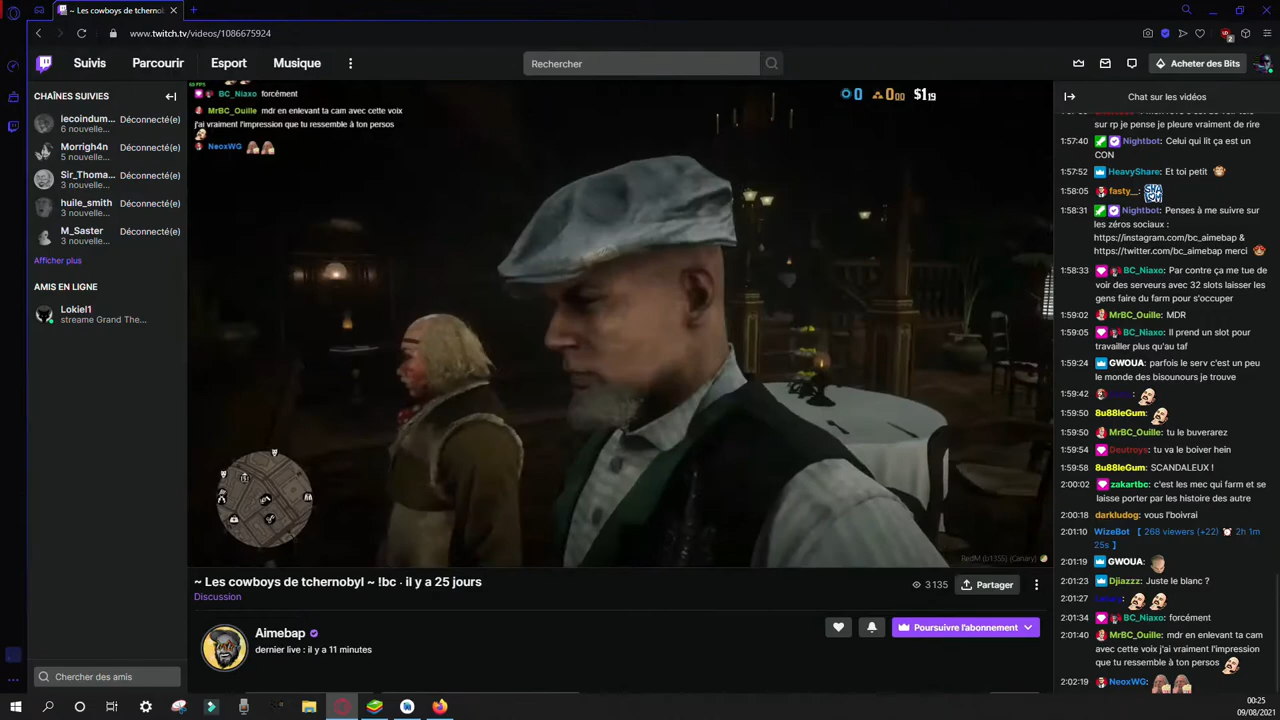 ~ Les cowboys de tchernob
www.twitch.tv/videos/1086675924
2
Suivis
Parcourir
Esport
Musique
Rechercher
Acheter des Bits
CHAÎNES SUIVIES
lecoindum...
Déconnecté(e)
6 nouvelle...
Morrigh4n
Déconnecté(e)
5 nouvelle...
Sir_Thoma...
Déconnecté(e)
3 nouvelle...
huile_smith
Déconnecté(e)
3 nouvelle...
M_Saster
Déconnecté(e)
2 nouvelle...
Afficher plus
AMIS EN LIGNE
Lokiel1
streame Grand The...
Chercher des amis
BC_Niaxo forcément
MrBC_Ouille mdr en enlevant ta cam avec cette voix
j'ai vraiment l'impression que tu ressemble à ton persos
NeoxWG
0
000
$119
RedM (b1355) (Canary)
~ Les cowboys de tchernobyl ~ !bc · il y a 25 jours
Discussion
3 135
Partager
Aimebap
dernier live : il y a 11 minutes
Poursuivre l'abonnement
Chat sur les vidéos
sur rp je pense je pleure vraiment de
rire
1:57:40 Nightbot: Celui qui lit ça est un
CON
1:57:52 HeavyShare: Et toi petit
1:58:05 fasty__:
1:58:31 Nightbot: Penses à me suivre sur
les zéros sociaux :
https://instagram.com/bc_aimebap &
https://twitter.com/bc_aimebap merci
1:58:33 BC_Niaxo: Par contre ça me tue de
voir des serveurs avec 32 slots laisser les
gens faire du farm pour s'occuper
1:59:02 MrBC_Ouille: MDR
1:59:05 BC_Niaxo: Il prend un slot pour
travailler plus qu'au taf
1:59:24 GWOUA: parfois le serv c'est un peu
le monde des bisounours je trouve
1:59:42
1:59:50 8u88leGum:
1:59:50 MrBC_Ouille: tu le buverarez
1:59:54 Deutroys: tu va le boiver hein
1:59:58 8u88leGum: SCANDALEUX !
2:00:02 zakartbc: c'est les mec qui farm et se
laisse porter par les histoire des autre
2:00:18 darkludog: vous l'boivrai
2:01:10 WizeBot [ 268 viewers (+22) 2h 1m
25s ]
2:01:19 GWOUA:
2:01:23 Djiazzz: Juste le blanc ?
2:01:27
2:01:34 BC_Niaxo: forcément
2:01:40 MrBC_Ouille: mdr en enlevant ta cam
avec cette voix j'ai vraiment l'impression
que tu ressemble à ton persos
2:02:19 NeoxWG:
00:25
09/08/2021